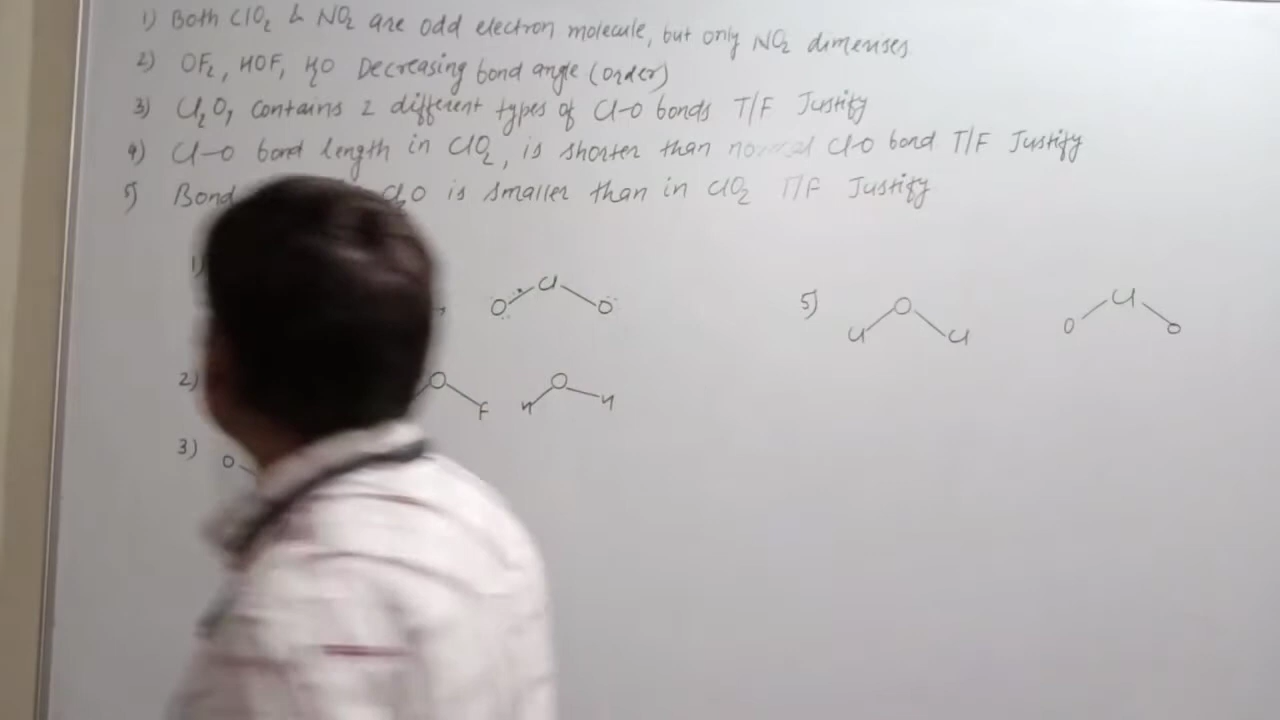 1) Both ClO2 & NO2 are odd electron molecule, but only NO2 dimerises
2) OF2, HOF, H2O Decreasing bond angle (order)
3) Cl2O7 contains 2 different types of Cl-O bonds T/F Justify
4) Cl-O bond length in ClO2, is shorter than normal ClO bond T/F Justify
5) Bond Cl2O is smaller than in ClO2 T/F Justify
1) O Cl O
5) Cl O Cl O Cl O
2) O F H O H
3) O